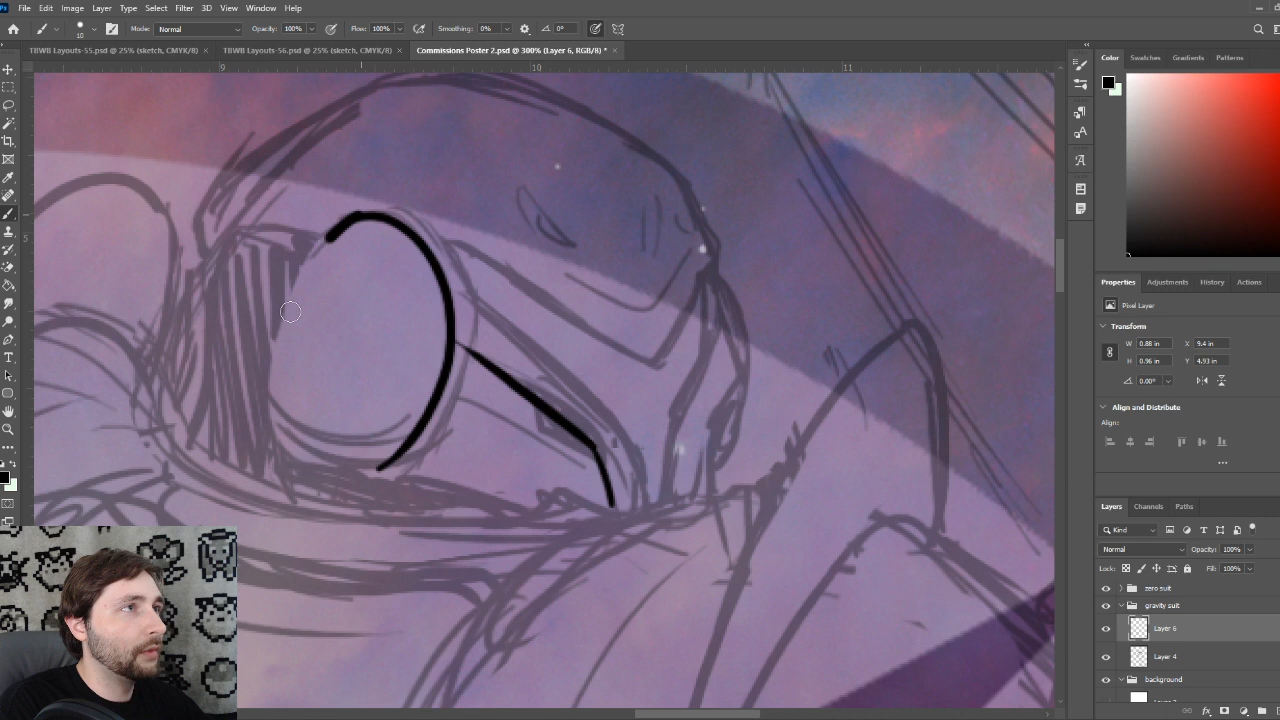 File Edit Image Layer Type Select Filter 3D View Window Help
10 Mode: Normal Opacity: 100% Flow: 100% Smoothing: 0% 0°
TBWB Layouts-55.psd @ 25% (sketch, CMYK/8) × TBWB Layouts-56.psd @ 25% (sketch, CMYK/8) × Commissions Poster 2.psd @ 300% (Layer 6, RGB/8) * ×
9 10 11
5
Color Swatches Gradients Patterns
Properties Adjustments History Actions
Pixel Layer
Transform
W 0.88 in X 9.4 in
H 0.96 in Y 4.93 in
0.00°
Align and Distribute
Align:
...
Layers Channels Paths
Kind
Normal Opacity: 100%
Lock: Fill: 100%
zero suit
gravity suit
Layer 6
Layer 4
background
fx